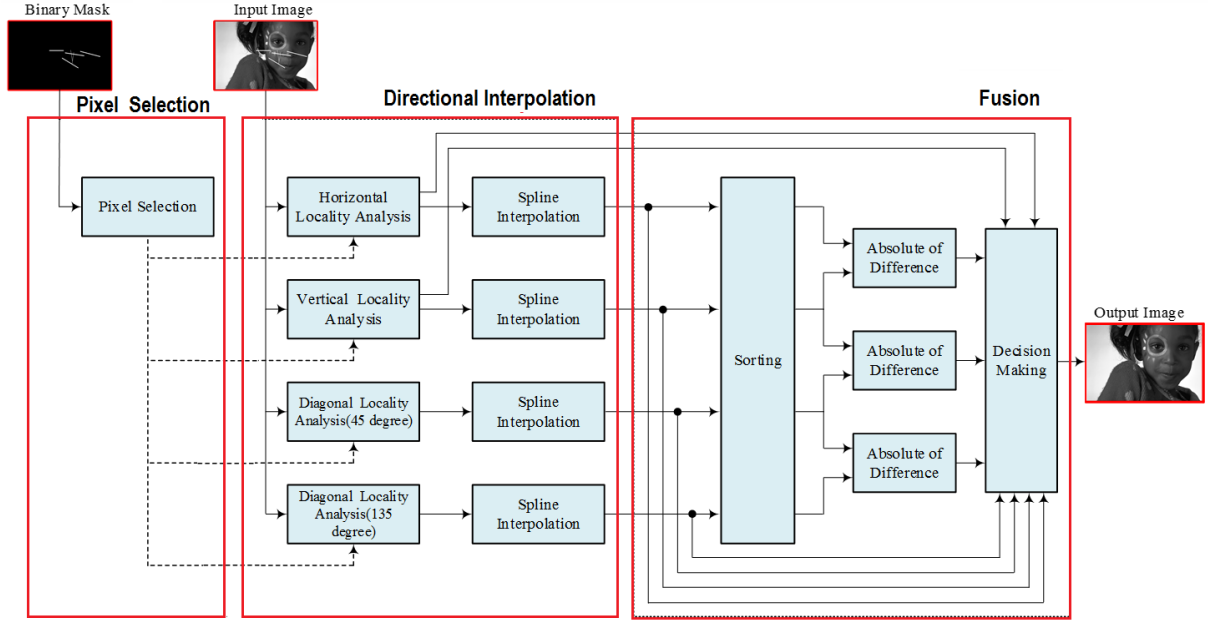 Binary Mask
Input Image
Pixel Selection
Directional Interpolation
Fusion
Pixel Selection
Horizontal
Locality Analysis
Spline
Interpolation
Vertical Locality
Analysis
Spline
Interpolation
Diagonal Locality
Analysis(45 degree)
Spline
Interpolation
Diagonal Locality
Analysis(135
degree)
Spline
Interpolation
Sorting
Absolute of
Difference
Absolute of
Difference
Absolute of
Difference
Decision
Making
Output Image